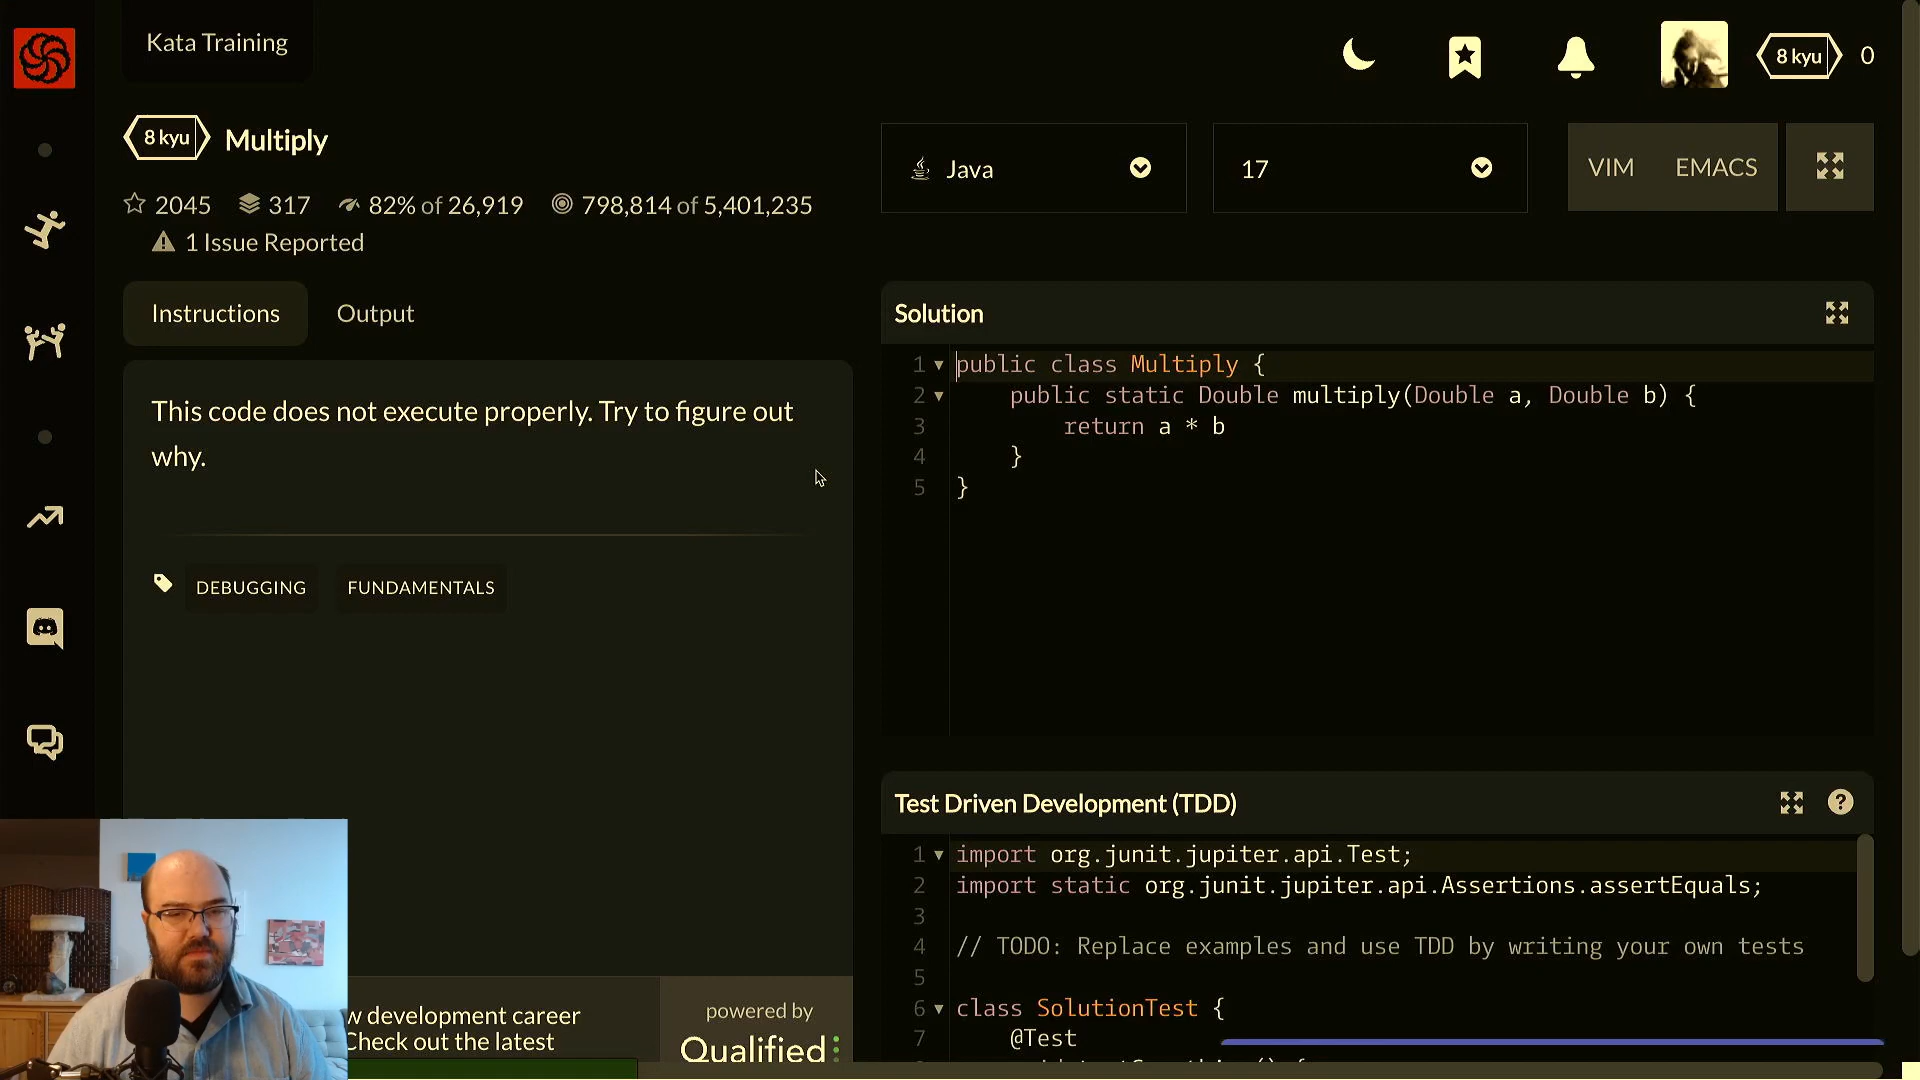 Kata Training
8 kyu
0
8 kyu
Multiply
2045
317
82% of 26,919
798,814 of 5,401,235
1 Issue Reported
Java
17
VIM
EMACS
Instructions
Output
This code does not execute properly. Try to figure out
why.
DEBUGGING
FUNDAMENTALS
w development career
Check out the latest
powered by
Qualified
Solution
1
public class Multiply {
2
public static Double multiply(Double a, Double b) {
3
return a * b
4
}
5
}
Test Driven Development (TDD)
?
1
import org.junit.jupiter.api.Test;
2
import static org.junit.jupiter.api.Assertions.assertEquals;
3
4
// TODO: Replace examples and use TDD by writing your own tests
5
6
class SolutionTest {
7
@Test